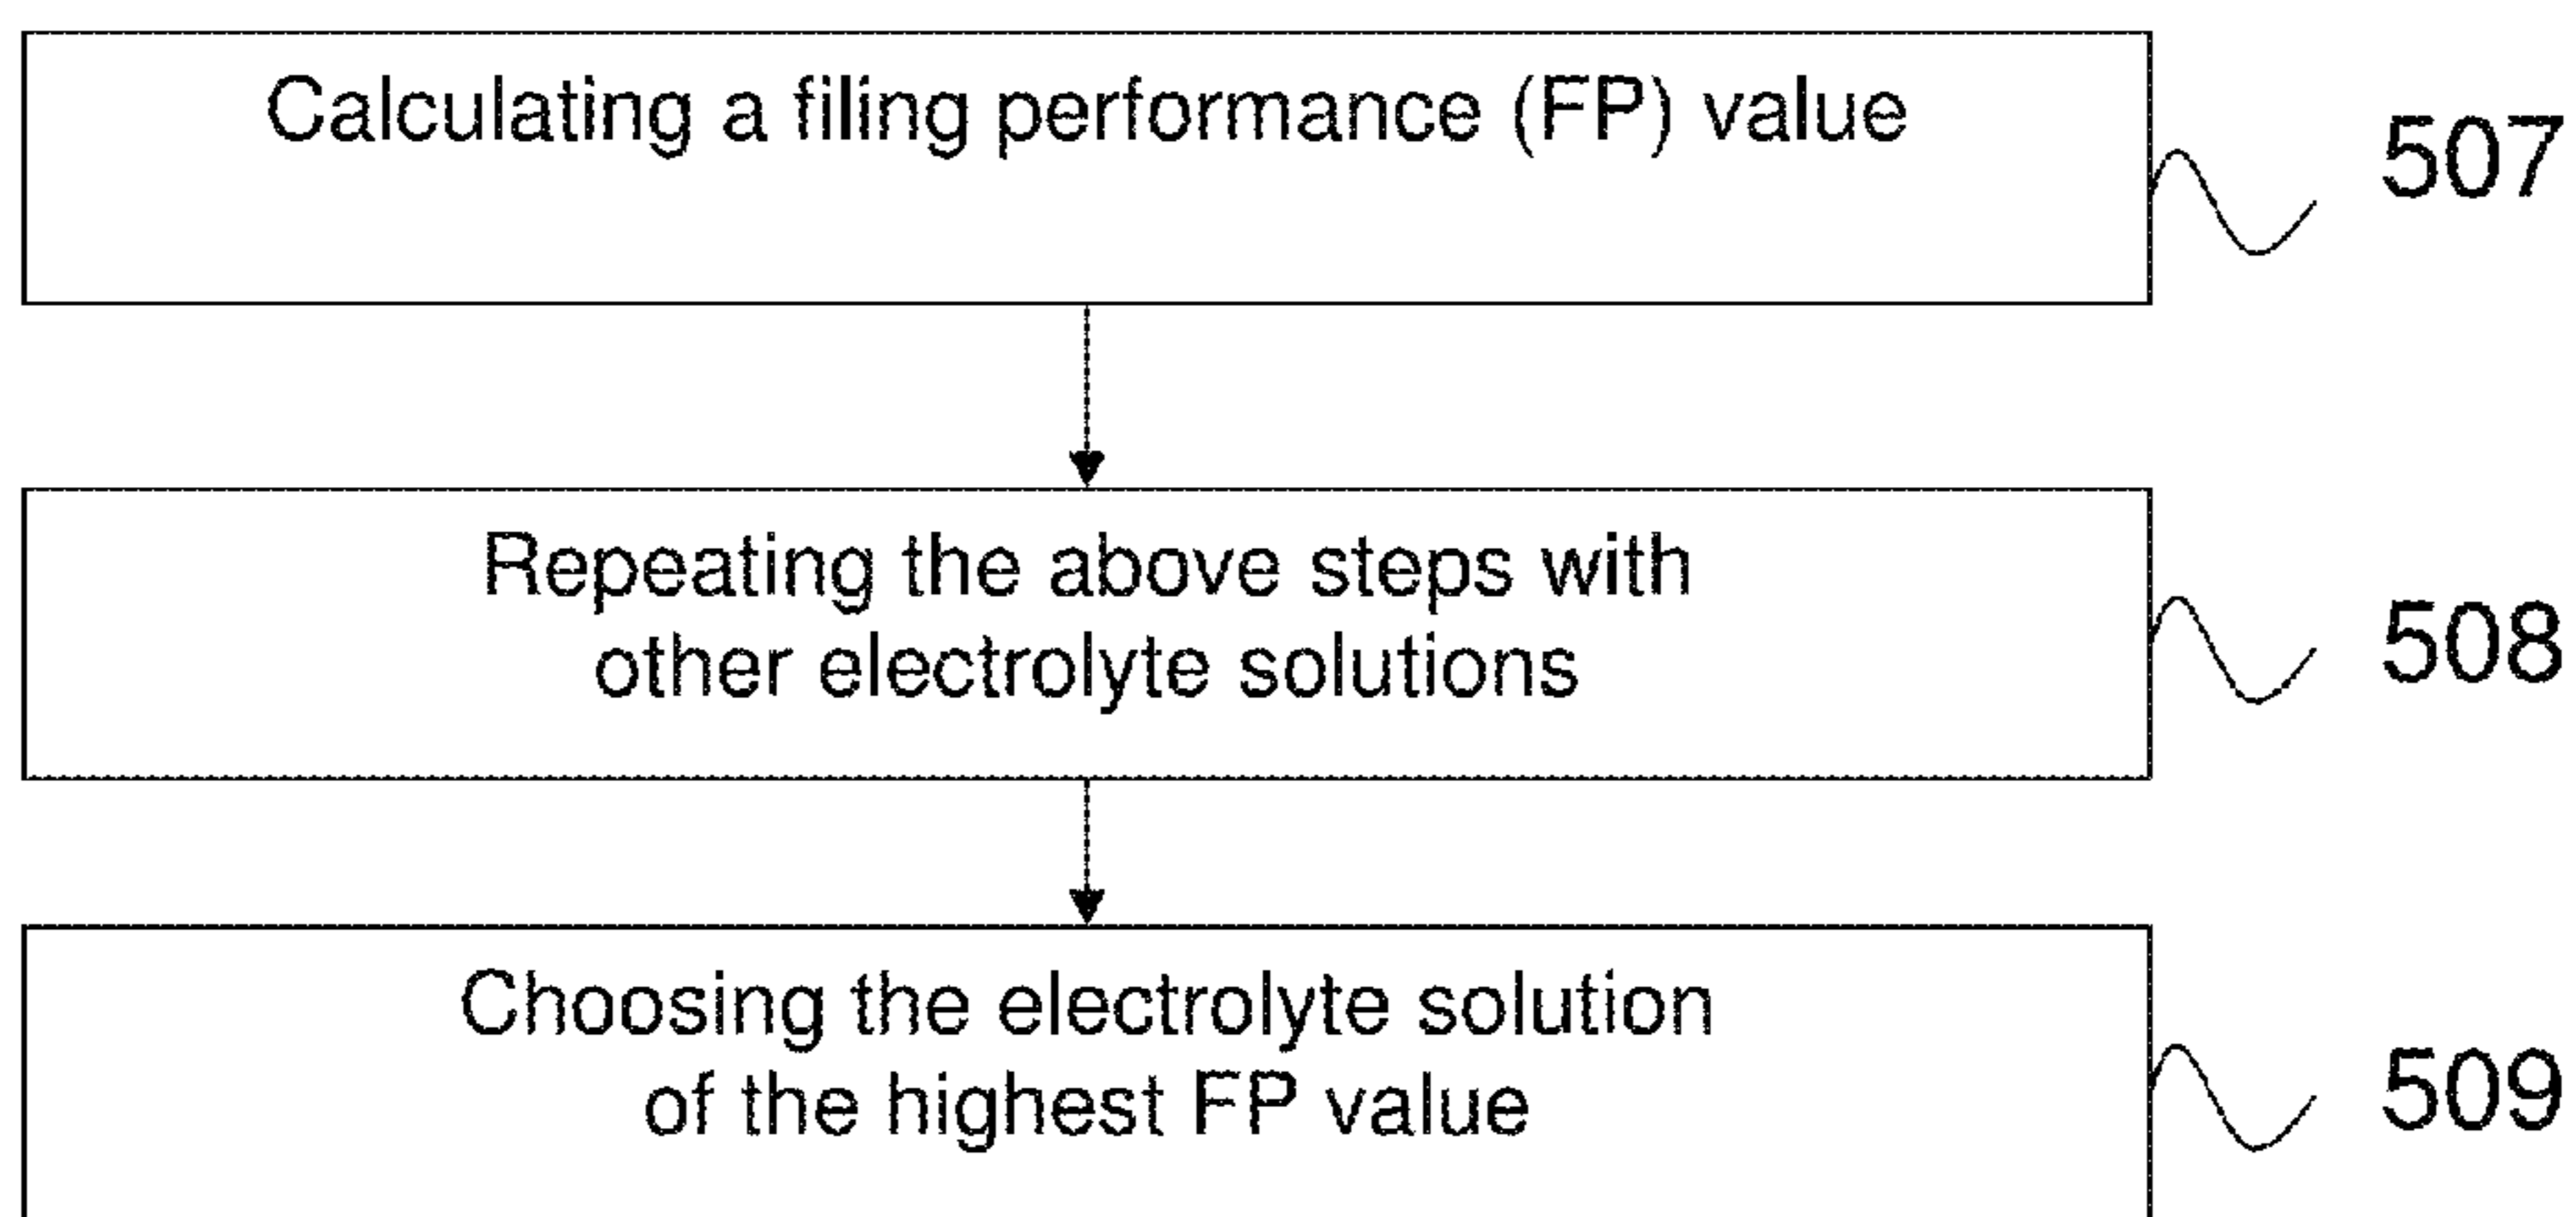 Calculating a filing performance (FP) value
507
Repeating the above steps with
other electrolyte solutions
508
Choosing the electrolyte solution
of the highest FP value
509